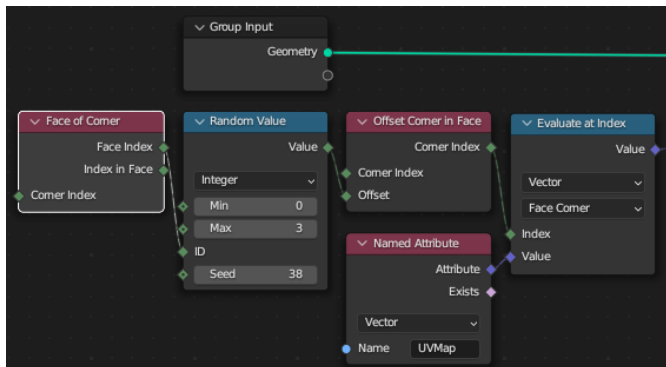 Group Input
Geometry
Face of Corner
Face Index
Index in Face
Corner Index
Random Value
Value
Integer
Min 0
Max 3
ID
Seed 38
Offset Corner in Face
Corner Index
Corner Index
Offset
Named Attribute
Attribute
Exists
Vector
Name UVMap
Evaluate at Index
Value
Vector
Face Corner
Index
Value